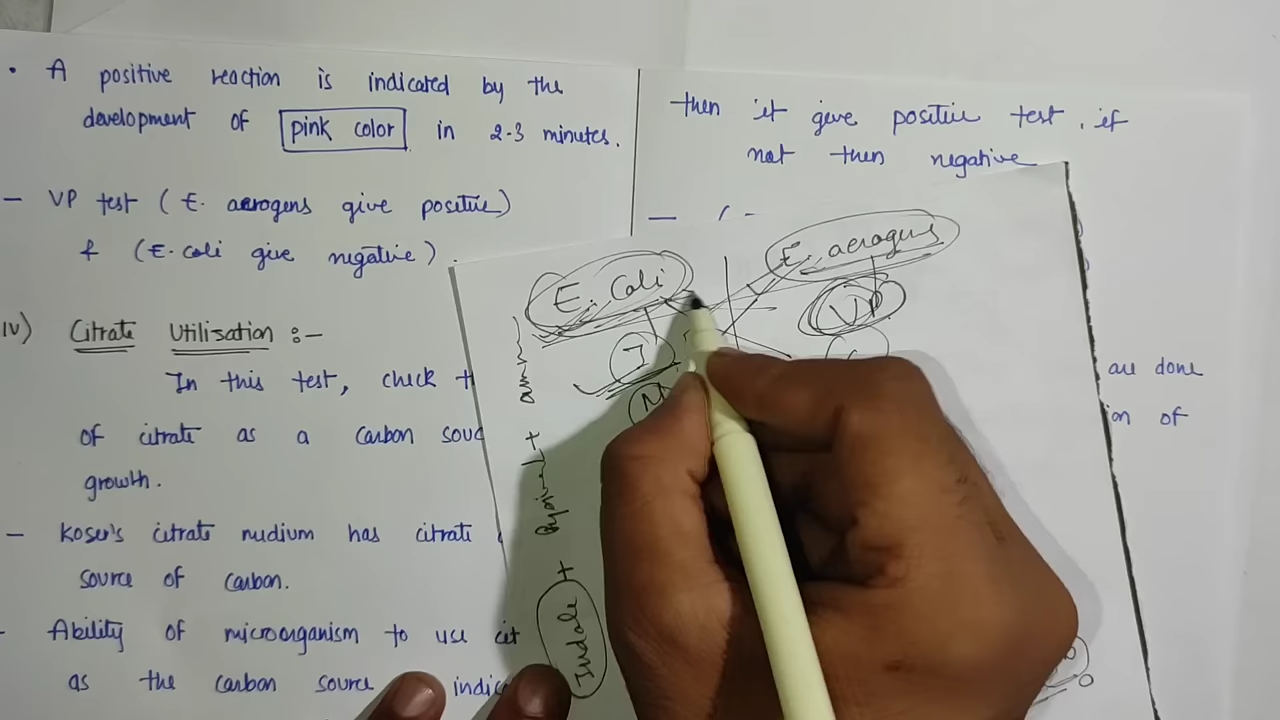 • A positive reaction is indicated by the
development of pink color in 2-3 minutes.
– VP test ( E. aerogens give positive)
& (E. coli give negative).
IV) Citrate Utilisation :-
In this test, check
of citrate as a carbon
growth.
– Koser's citrate medium has citrate
source of carbon.
- Ability of microorganism to use cit
as the carbon source indic
then it give positive test, if
not then negative
–
are done
on of
E. Coli
E. aerogens
I
M
VP
C
Indole +